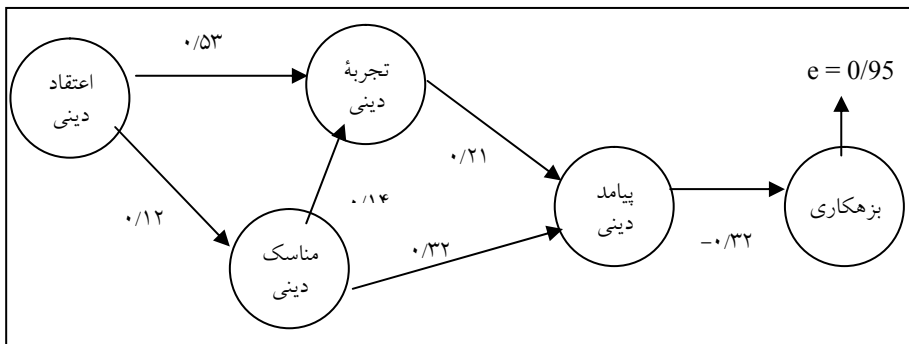 ۰/۵۳
اعتقاد
دینی
تجربهٔ
دینی
e = 0/95
۰/۲۱
۰/۱۲
۰/۱۴
مناسک
دینی
۰/۳۲
پیامد
دینی
–۰/۳۲
بزهکاری